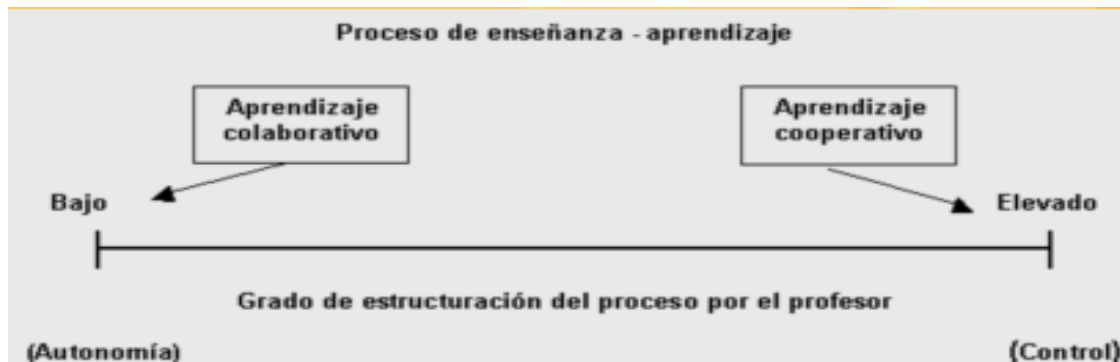 Proceso de enseñanza - aprendizaje
Aprendizaje
colaborativo
Aprendizaje
cooperativo
Bajo
Elevado
Grado de estructuración del proceso por el profesor
(Autonomía)
(Control)